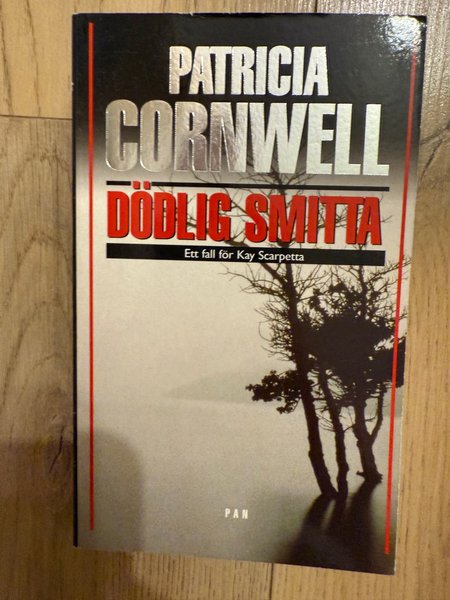 PATRICIA
CORNWELL
DÖDLIG SMITTA
Ett fall för Kay Scarpetta
PAN